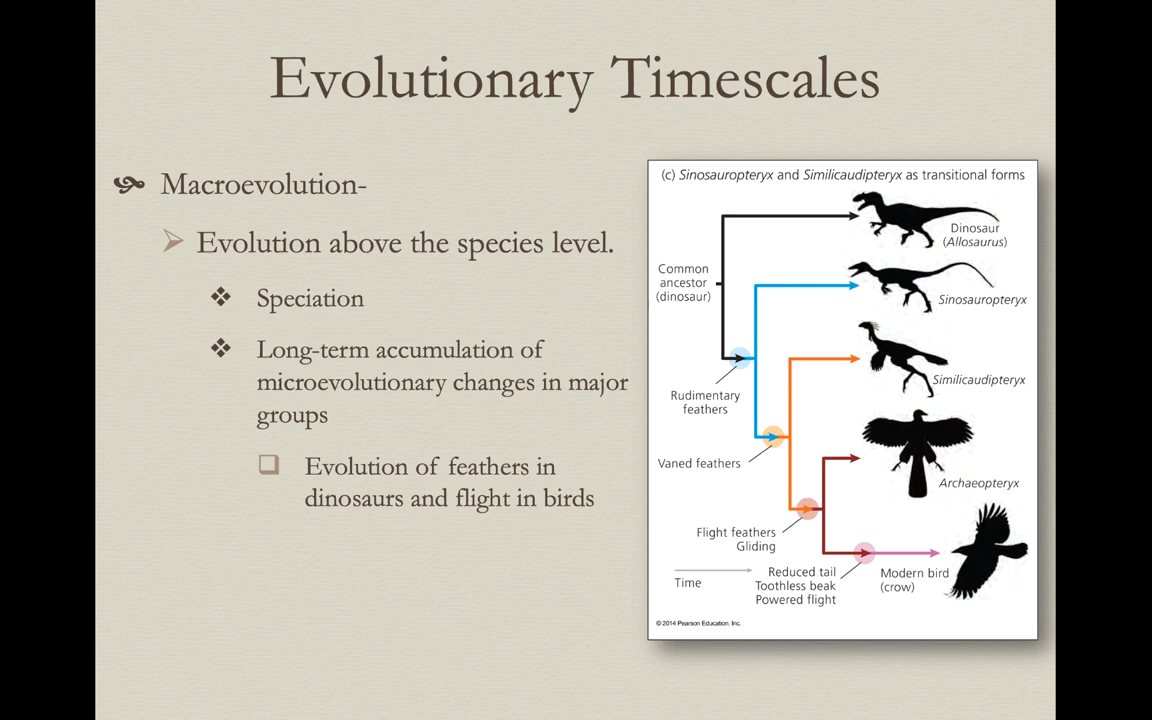 Evolutionary Timescales
Macroevolution-
Evolution above the species level.
Speciation
Long-term accumulation of
microevolutionary changes in major
groups
Evolution of feathers in
dinosaurs and flight in birds
(c) Sinosauropteryx and Similicaudipteryx as transitional forms
Dinosaur
(Allosaurus)
Common
ancestor
(dinosaur)
Sinosauropteryx
Rudimentary
feathers
Similicaudipteryx
Vaned feathers
Archaeopteryx
Flight feathers
Gliding
Time
Reduced tail
Toothless beak
Powered flight
Modern bird
(crow)
© 2014 Pearson Education, Inc.